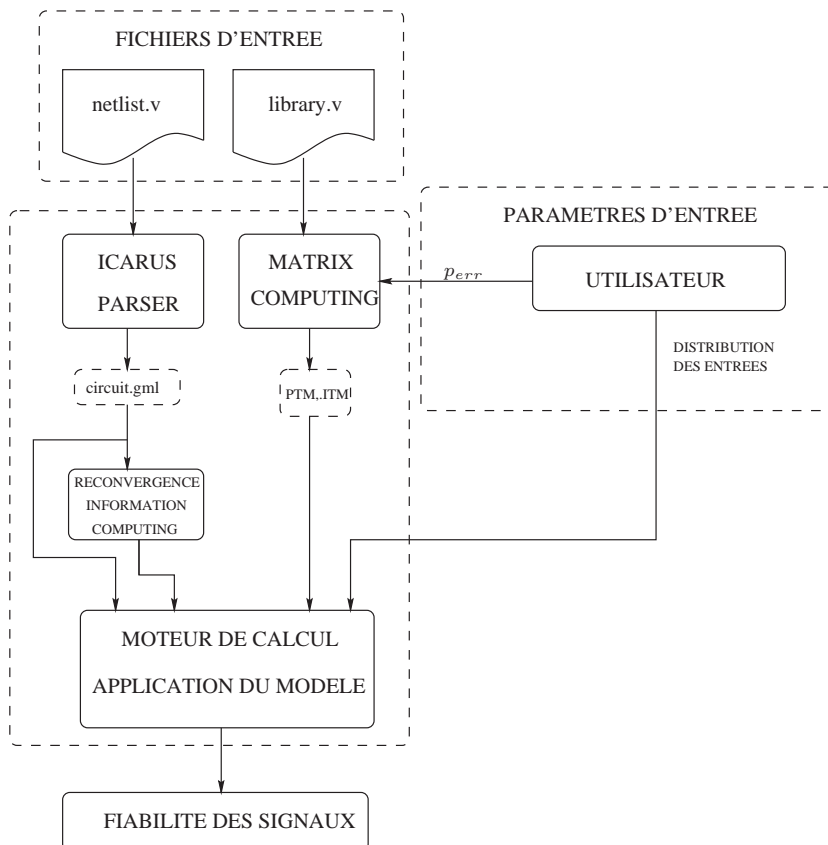 FICHIERS D'ENTREE
netlist.v
library.v
PARAMETRES D'ENTREE
ICARUS
PARSER
MATRIX
COMPUTING
p_err
UTILISATEUR
DISTRIBUTION
DES ENTREES
circuit.gml
PTM,.ITM
RECONVERGENCE
INFORMATION
COMPUTING
MOTEUR DE CALCUL
APPLICATION DU MODELE
FIABILITE DES SIGNAUX